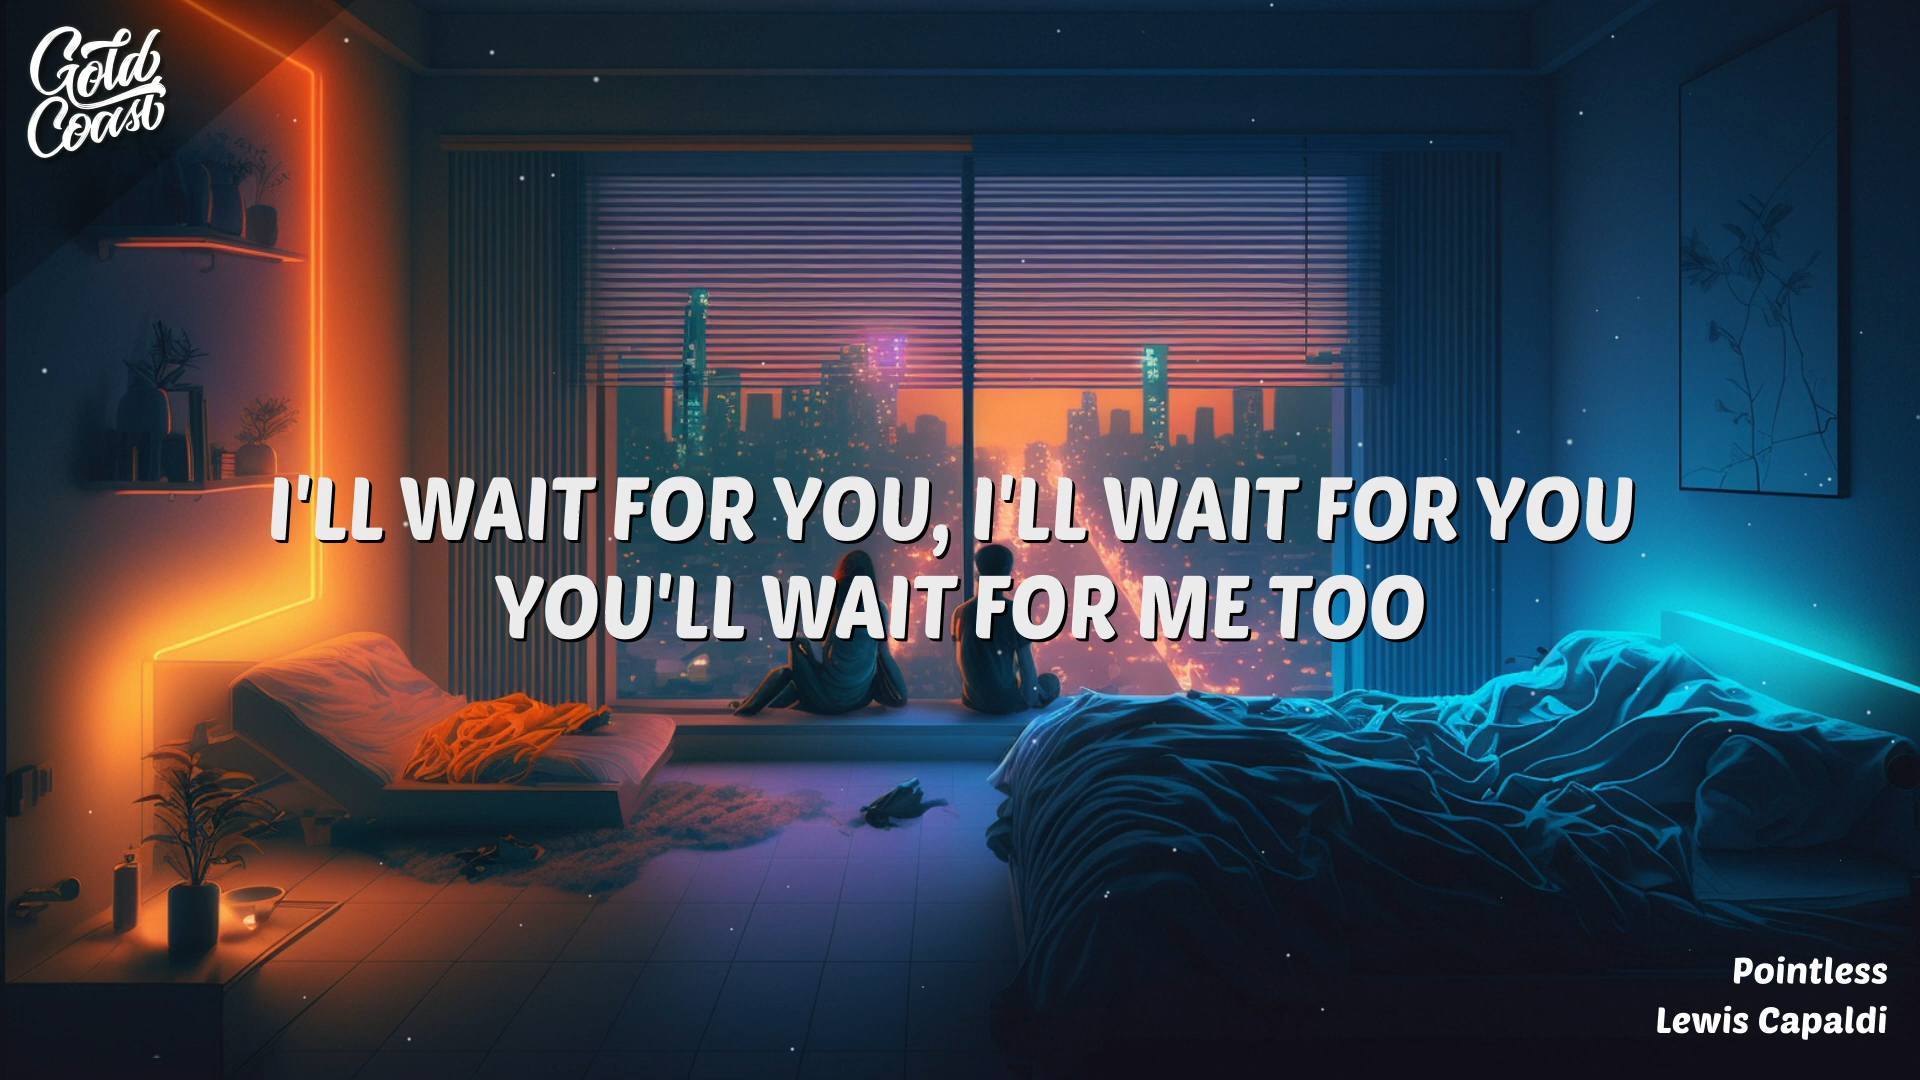 Gold
Coast
I'LL WAIT FOR YOU, I'LL WAIT FOR YOU
YOU'LL WAIT FOR ME TOO
Pointless
Lewis Capaldi